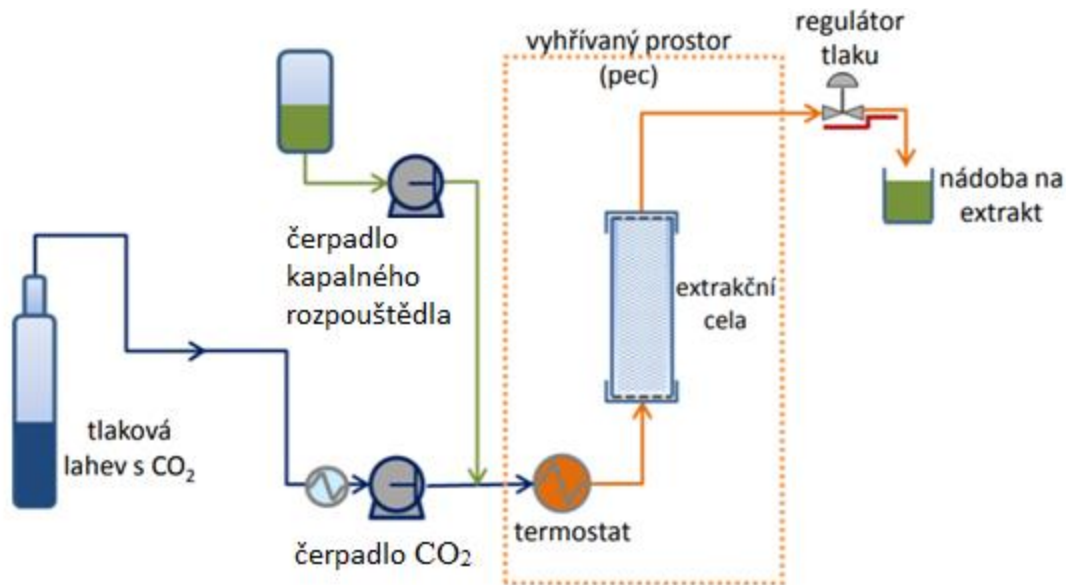 vyhřívaný prostor
(pec)
regulátor
tlaku
nádoba na
extrakt
čerpadlo
kapalného
rozpouštědla
extrakční
cela
tlaková
lahev s CO₂
termostat
čerpadlo CO₂